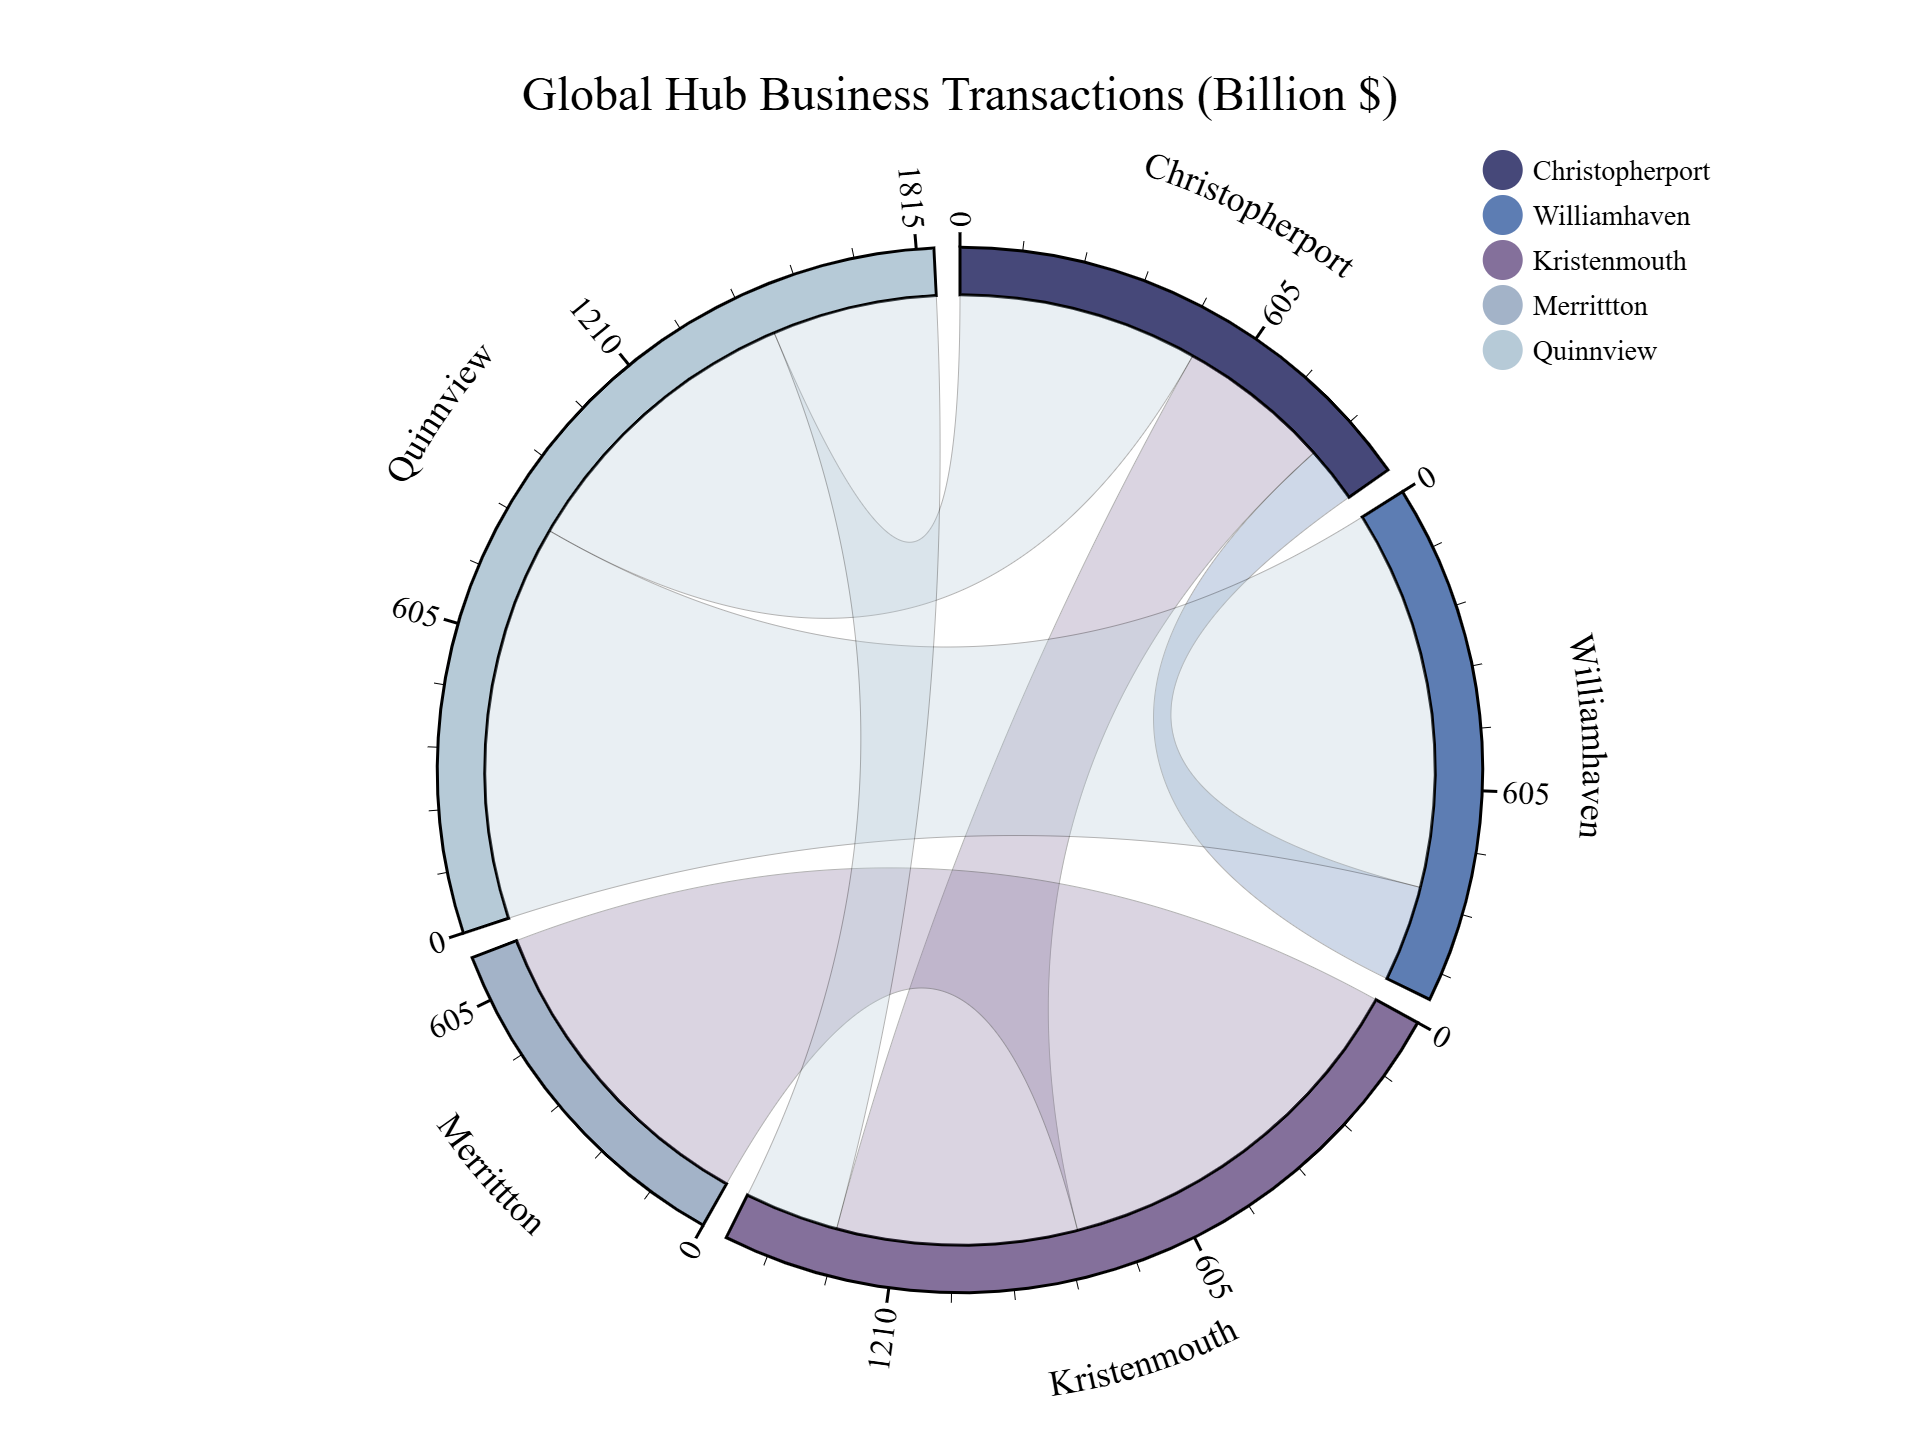 Global Hub Business Transactions (Billion $)
Christopherport
Williamhaven
Kristenmouth
Merrittton
Quinnview
Christopherport
0
605
Williamhaven
0
605
Kristenmouth
0
605
1210
Merrittton
0
605
Quinnview
0
605
1210
1815